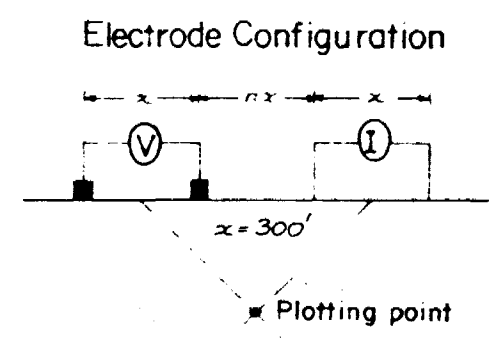 Electrode Configuration
x nx x
V I
x = 300'
Plotting point